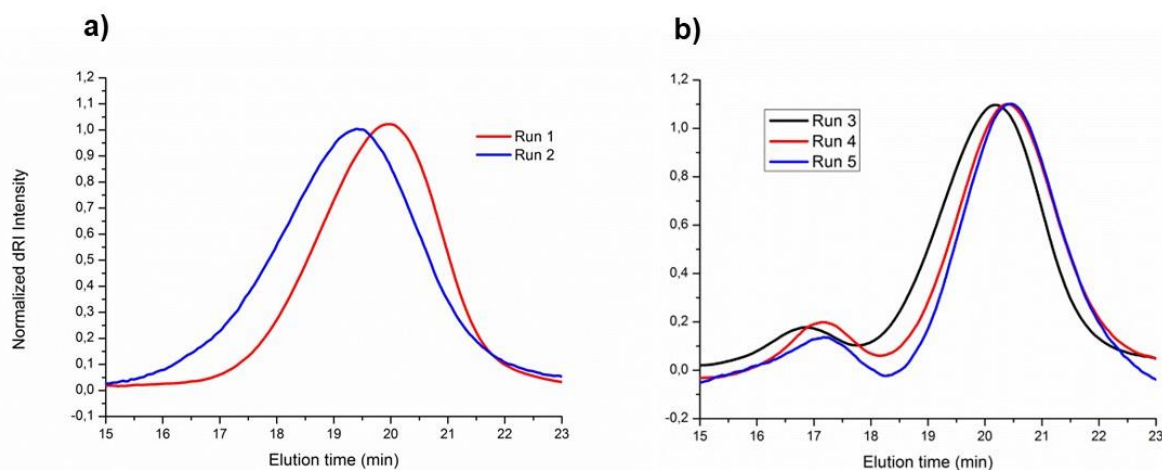 a)
1,2
1,1
1,0
0,9
0,8
0,7
0,6
0,5
0,4
0,3
0,2
0,1
0,0
-0,1
Normalized dRI Intensity
Run 1
Run 2
15 16 17 18 19 20 21 22 23
Elution time (min)
b)
1,2
1,0
0,8
0,6
0,4
0,2
0,0
-0,2
Run 3
Run 4
Run 5
15 16 17 18 19 20 21 22 23
Elution time (min)